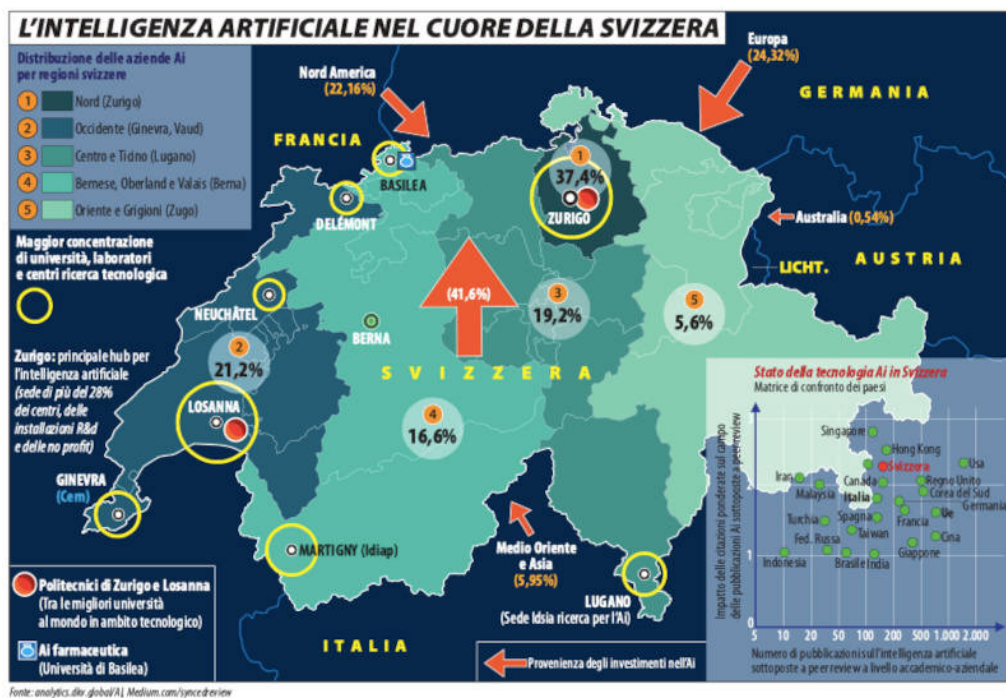 L'INTELLIGENZA ARTIFICIALE NEL CUORE DELLA SVIZZERA
Distribuzione delle aziende Ai
per regioni svizzere
1 Nord (Zurigo)
2 Occidente (Ginevra, Vaud)
3 Centro e Ticino (Lugano)
4 Bernese, Oberland e Valais (Berna)
5 Oriente e Grigioni (Zugo)
Maggior concentrazione
di università, laboratori
e centri ricerca tecnologica
Zurigo: principale hub per
l'intelligenza artificiale
(sede di più del 28%
dei centri, delle
installazioni R&d
e delle no profit)
Nord America
(22,16%)
Europa
(24,32%)
GERMANIA
FRANCIA
BASILEA
DELÉMONT
1
37,4%
ZURIGO
Australia (0,54%)
AUSTRIA
LICHT.
NEUCHÂTEL
(41,6%)
3
19,2%
5
5,6%
BERNA
2
21,2%
SVIZZERA
LOSANNA
4
16,6%
GINEVRA
(Cern)
MARTIGNY (Idiap)
Medio Oriente
e Asia
(5,95%)
LUGANO
(Sede Idsia ricerca per l'Ai)
ITALIA
Politecnici di Zurigo e Losanna
(Tra le migliori università
al mondo in ambito tecnologico)
Ai farmaceutica
(Università di Basilea)
Provenienza degli investimenti nell'Ai
Stato della tecnologia Ai in Svizzera
Matrice di confronto dei paesi
Impatto delle citazioni ponderate sul campo
delle pubblicazioni Ai sottoposte a peer-review
2
1
1
0
Singapore
Hong Kong
Svizzera
Usa
Iran
Canada
Regno Unito
Malaysia
Italia
Corea del Sud
Germania
Turchia
Spagna
Francia
Ue
Fed. Russa
Taiwan
Cina
Indonesia
Brasile
India
Giappone
5 10 20 50 100 200 500 1.000 2.000
Numero di pubblicazioni sull'intelligenza artificiale
sottoposte a peer review a livello accademico-aziendale
Fonte: analytics.dkv.global/AI, Medium.com/syncedreview